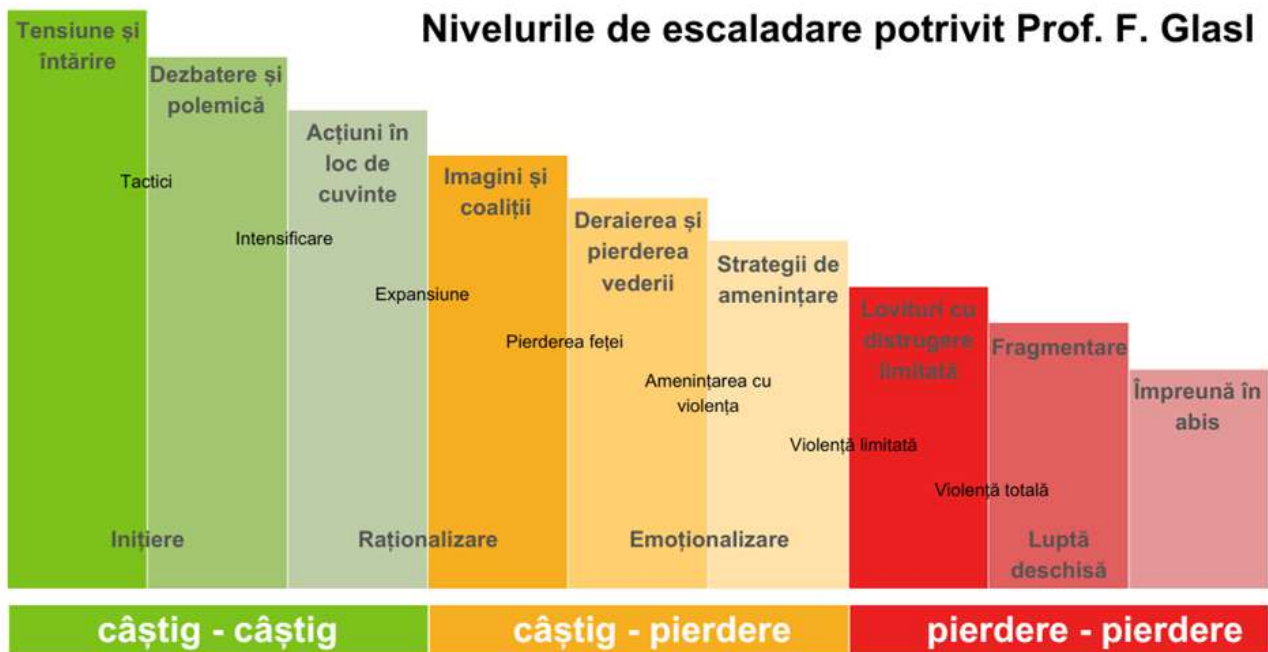 Nivelurile de escaladare potrivit Prof. F. Glasl
Tensiune și
întărire
Dezbatere și
polemică
Acțiuni în
loc de
cuvinte
Imagini și
coaliții
Deraierea și
pierderea
vederii
Strategii de
amenințare
Lovituri cu
distrugere
limitată
Fragmentare
Împreună în
abis
Tactici
Intensificare
Expansiune
Pierderea feței
Amenințarea cu
violența
Violență limitată
Violență totală
Inițiere
Raționalizare
Emoționalizare
Luptă
deschisă
câștig - câștig
câștig - pierdere
pierdere - pierdere